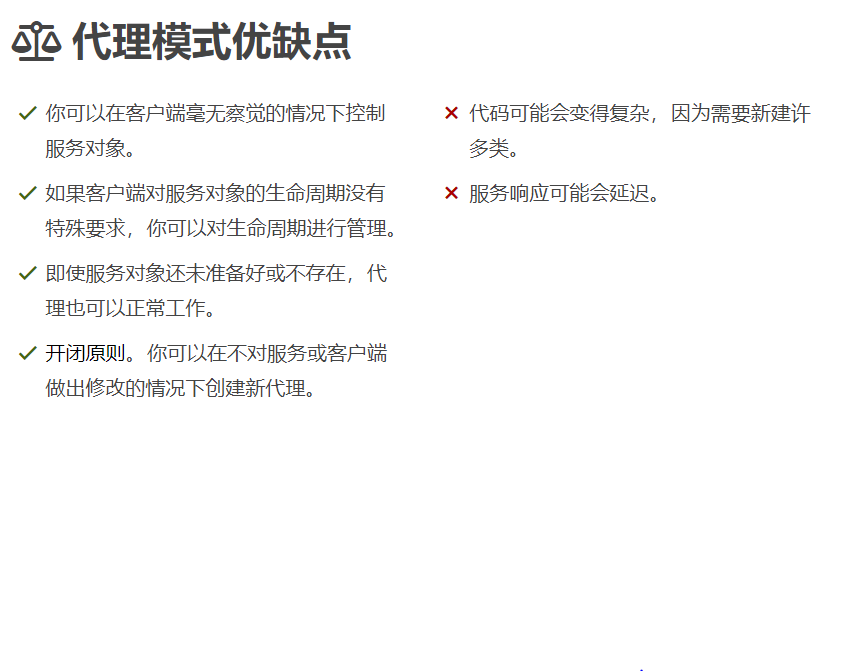 代理模式优缺点
你可以在客户端毫无察觉的情况下控制
服务对象。
如果客户端对服务对象的生命周期没有
特殊要求，你可以对生命周期进行管理。
即使服务对象还未准备好或不存在，代
理也可以正常工作。
开闭原则。你可以在不对服务或客户端
做出修改的情况下创建新代理。
代码可能会变得复杂，因为需要新建许
多类。
服务响应可能会延迟。